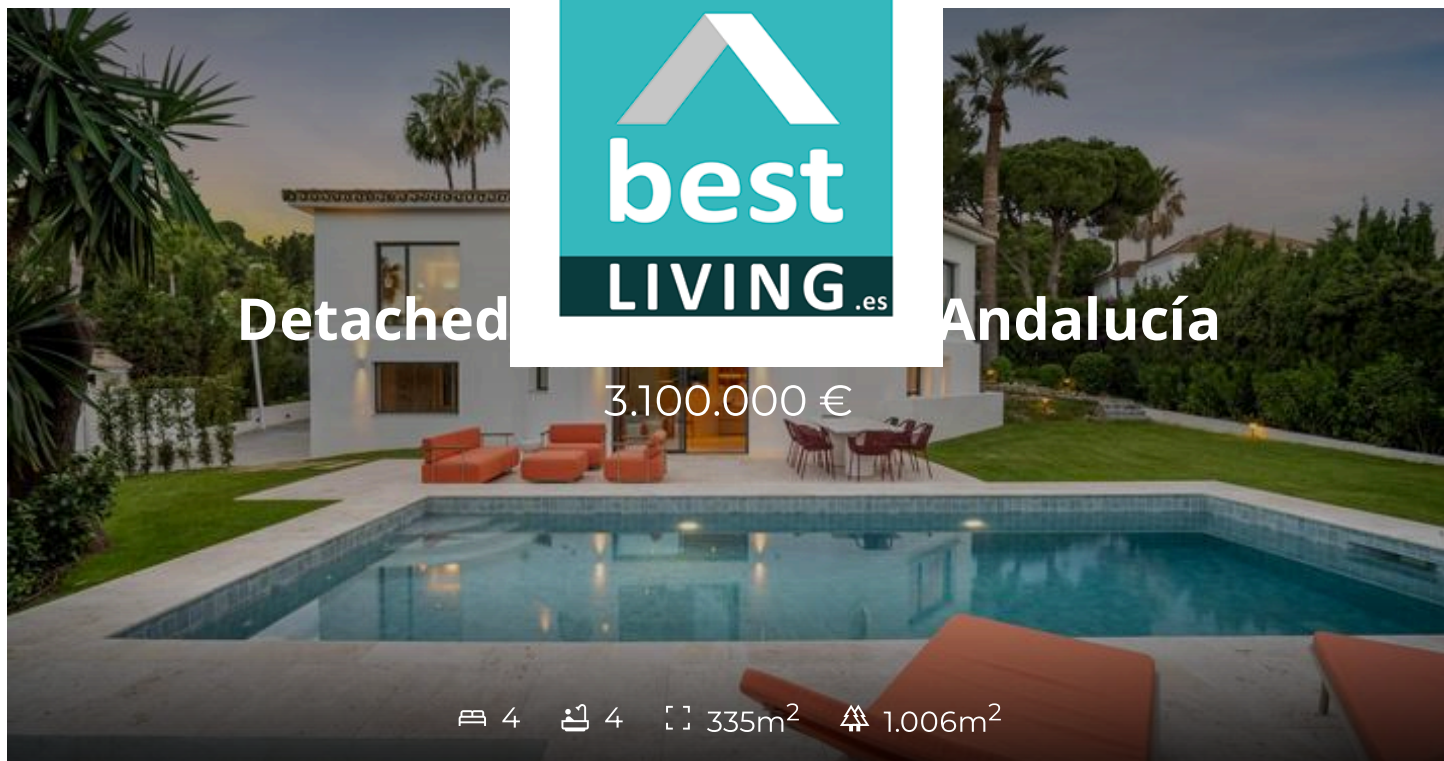 best
LIVING.es
Detached Andalucía
3.100.000 €
4 4 335m² 1.006m²